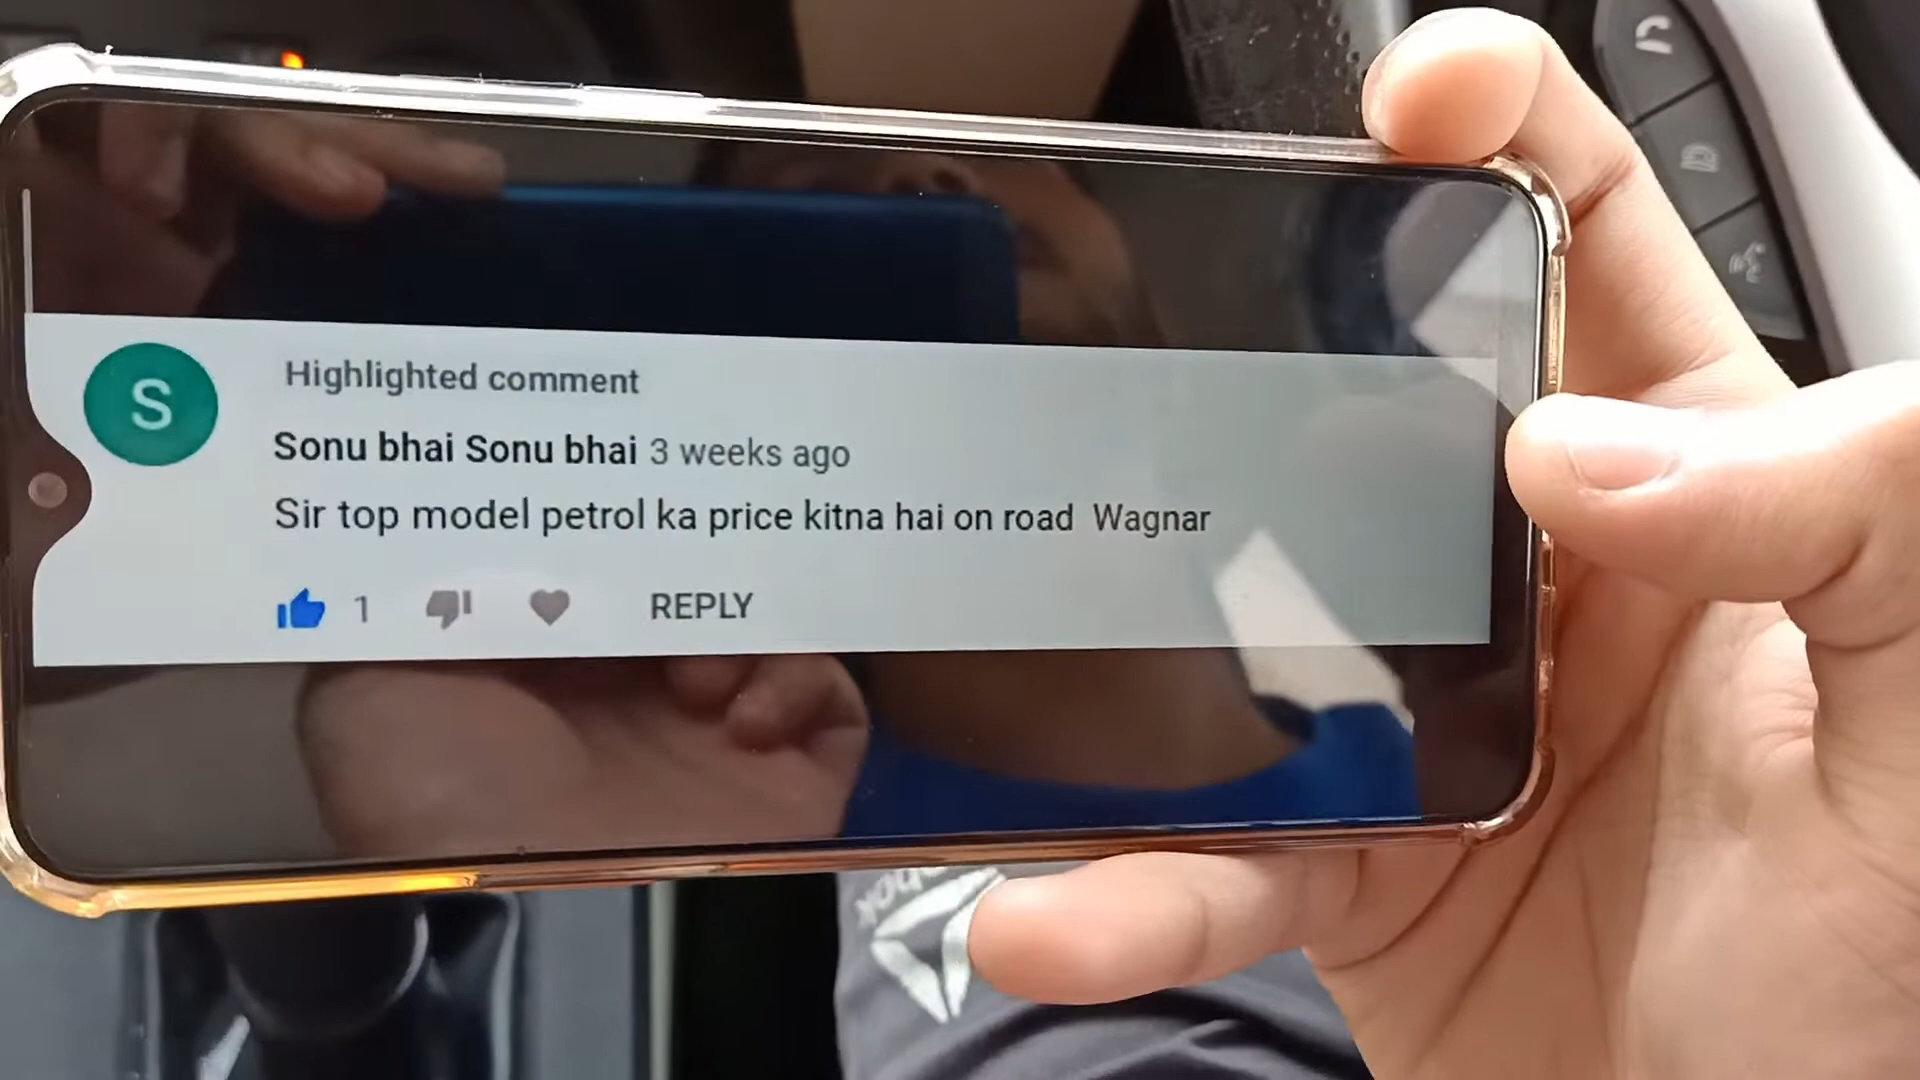 Highlighted comment
S
Sonu bhai Sonu bhai 3 weeks ago
Sir top model petrol ka price kitna hai on road Wagnar
1 REPLY